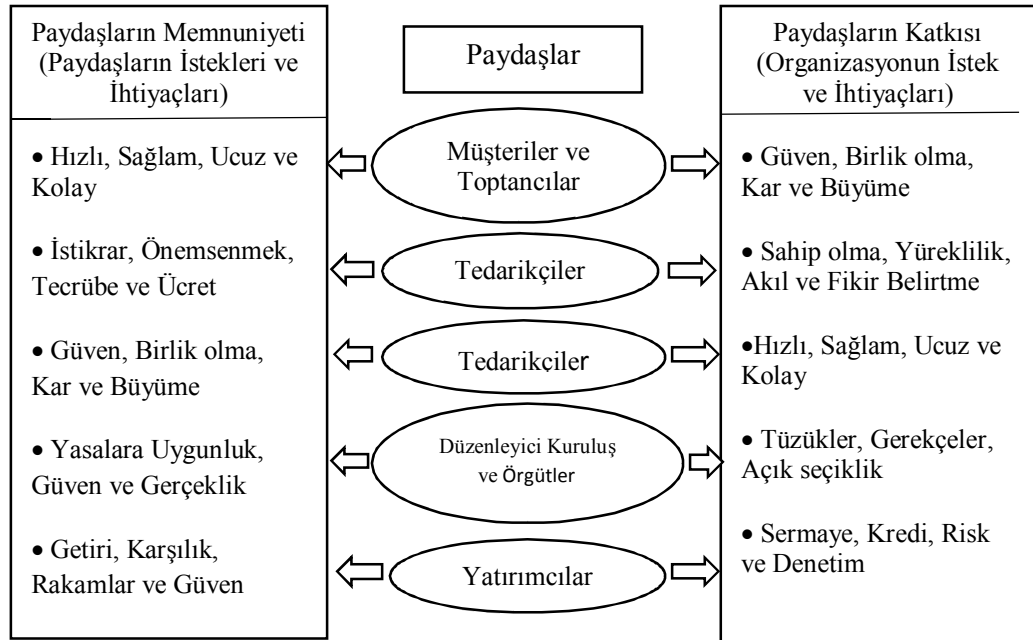 Paydaşların Memnuniyeti
(Paydaşların İstekleri ve
İhtiyaçları)
• Hızlı, Sağlam, Ucuz ve
Kolay
• İstikrar, Önemsenmek,
Tecrübe ve Ücret
• Güven, Birlik olma,
Kar ve Büyüme
• Yasalara Uygunluk,
Güven ve Gerçeklik
• Getiri, Karşılık,
Rakamlar ve Güven
Paydaşlar
Müşteriler ve
Toptancılar
Tedarikçiler
Tedarikçiler
Düzenleyici Kuruluş
ve Örgütler
Yatırımcılar
Paydaşların Katkısı
(Organizasyonun İstek
ve İhtiyaçları)
• Güven, Birlik olma,
Kar ve Büyüme
• Sahip olma, Yüreklilik,
Akıl ve Fikir Belirtme
•Hızlı, Sağlam, Ucuz ve
Kolay
• Tüzükler, Gerekçeler,
Açık seçiklik
• Sermaye, Kredi, Risk
ve Denetim